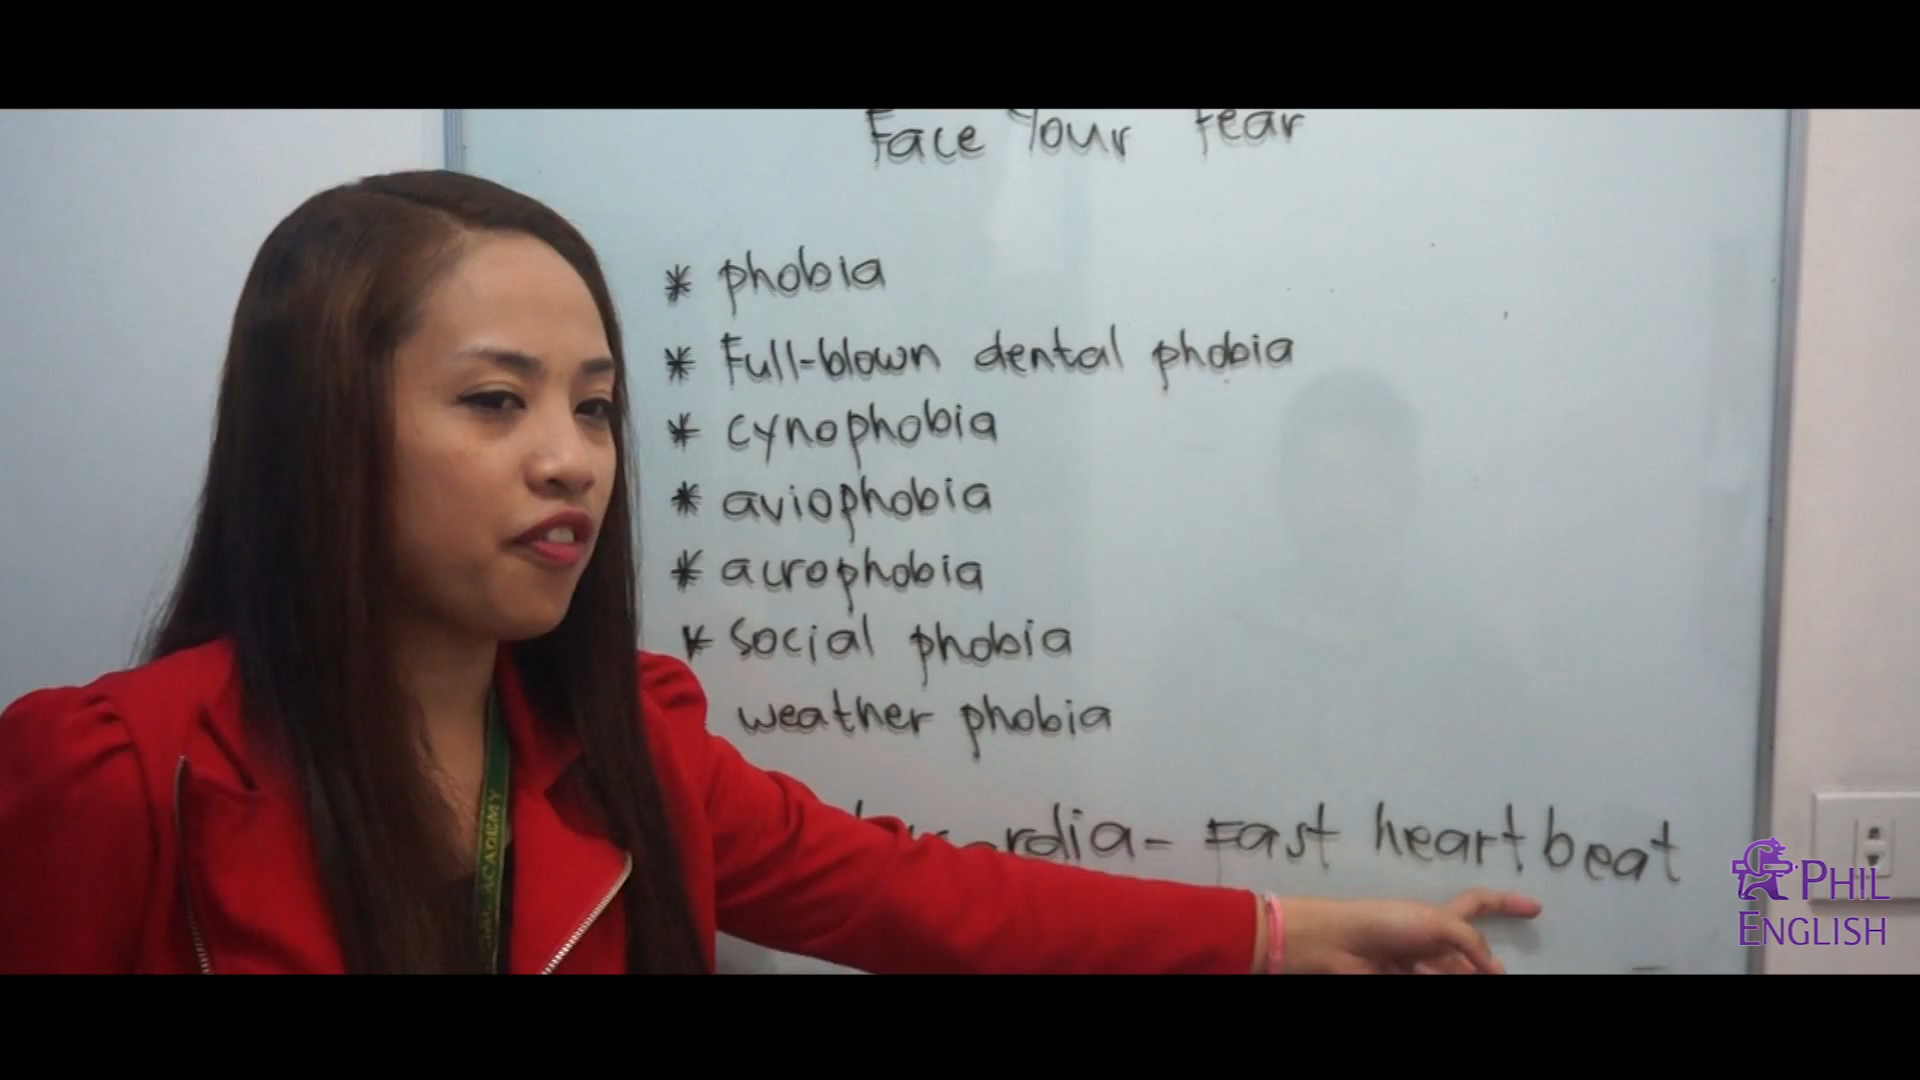 Face Your Fear
* phobia
* Full-blown dental phobia
* cynophobia
* aviophobia
* acrophobia
* social phobia
weather phobia
- Fast heartbeat
ACADEMY
PHIL
ENGLISH